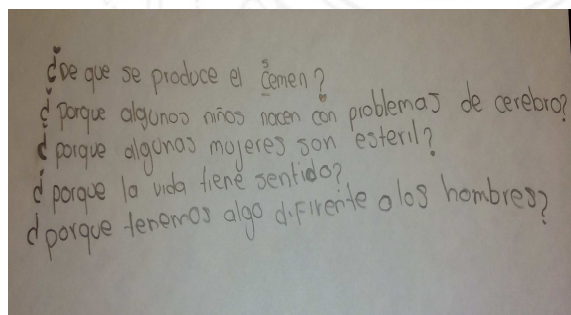 ¿De que se produce el semen?
¿porque algunos niños nacen con problemas de cerebro?
¿porque algunas mujeres son esteril?
¿porque la vida tiene sentido?
¿porque tenemos algo difirente a los hombres?